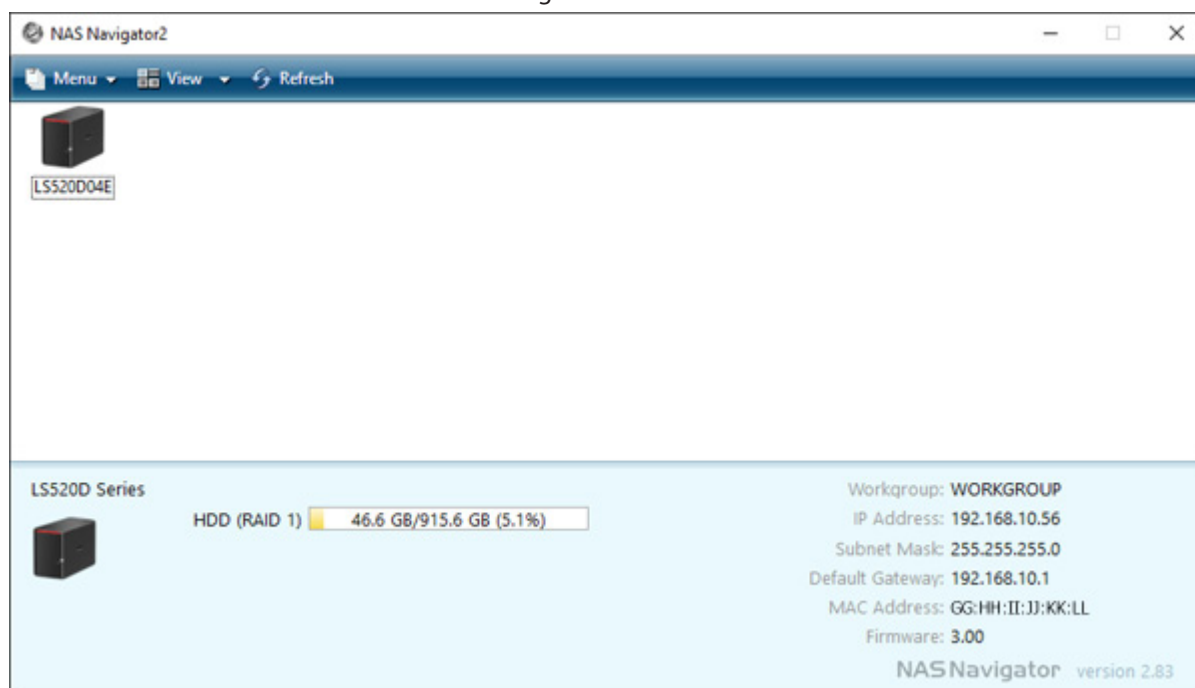 NAS Navigator2
Menu View Refresh
LS520D04E
LS520D Series
HDD (RAID 1) 46.6 GB/915.6 GB (5.1%)
Workgroup: WORKGROUP
IP Address: 192.168.10.56
Subnet Mask: 255.255.255.0
Default Gateway: 192.168.10.1
MAC Address: GG:HH:II:JJ:KK:LL
Firmware: 3.00
NAS Navigator version 2.83